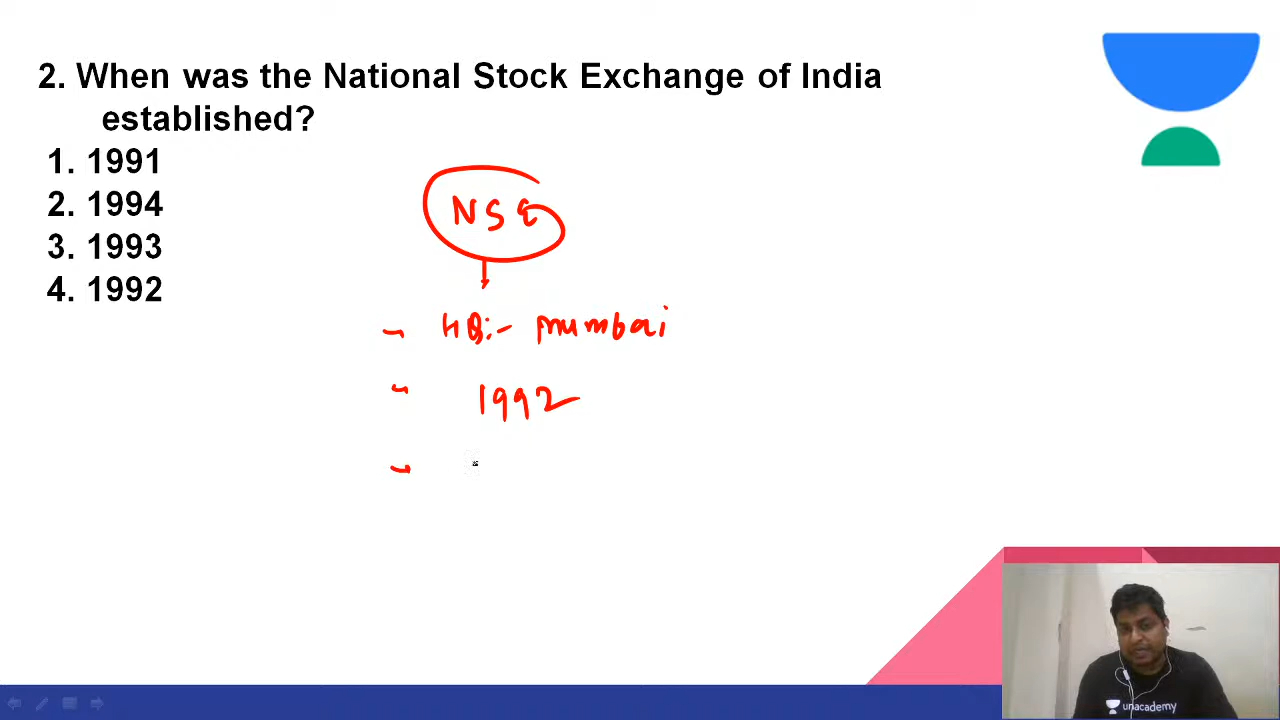 2. When was the National Stock Exchange of India
established?
1. 1991
2. 1994
3. 1993
4. 1992
NSE
- HQ:- mumbai
- 1992
-
unacademy